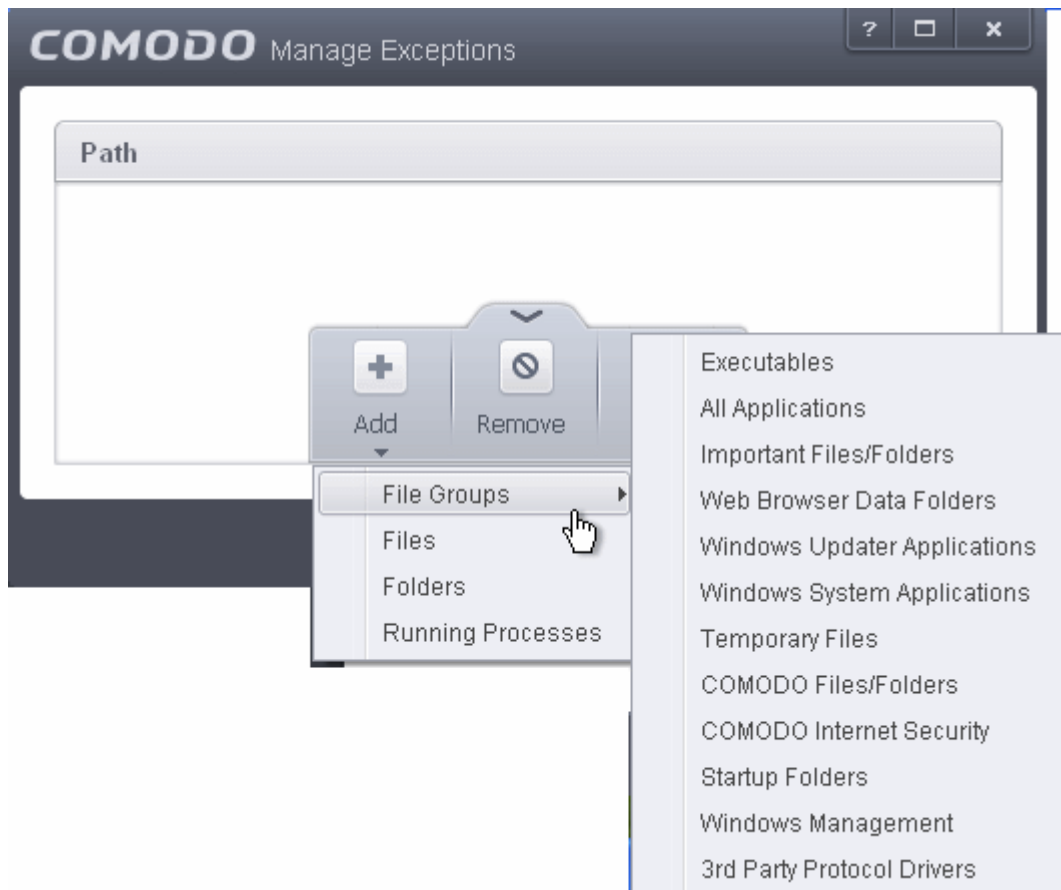 COMODO Manage Exceptions
?
Path
Add
Remove
File Groups
Files
Folders
Running Processes
Executables
All Applications
Important Files/Folders
Web Browser Data Folders
Windows Updater Applications
Windows System Applications
Temporary Files
COMODO Files/Folders
COMODO Internet Security
Startup Folders
Windows Management
3rd Party Protocol Drivers